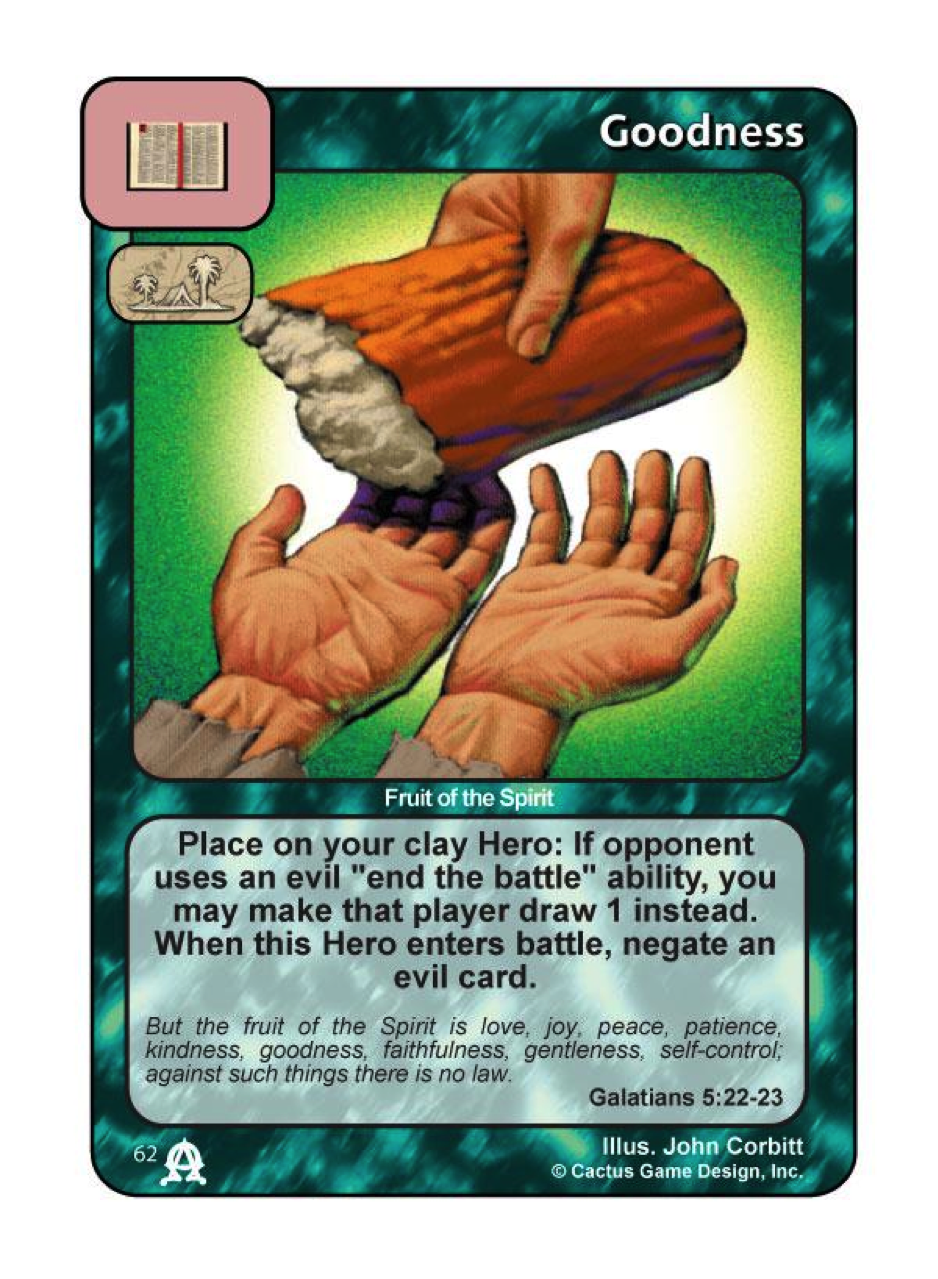 Goodness
Fruit of the Spirit
Place on your clay Hero: If opponent
uses an evil "end the battle" ability, you
may make that player draw 1 instead.
When this Hero enters battle, negate an
evil card.
But the fruit of the Spirit is love, joy, peace, patience,
kindness, goodness, faithfulness, gentleness, self-control;
against such things there is no law.
Galatians 5:22-23
62
Illus. John Corbitt
© Cactus Game Design, Inc.